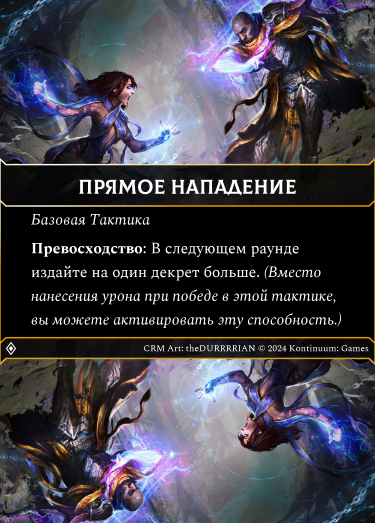 ПРЯМОЕ НАПАДЕНИЕ
Базовая Тактика
Превосходство: В следующем раунде
издайте на один декрет больше. (Вместо
нанесения урона при победе в этой тактике,
вы можете активировать эту способность.)
CRM Art: theDURRRRIAN © 2024 Kontinuum: Games